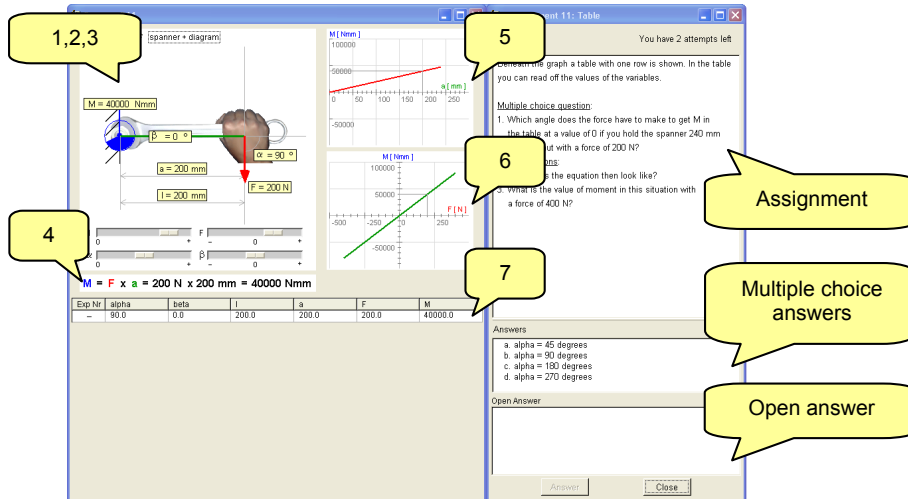 1,2,3
spanner + diagram
M = 40000 Nmm
β = 0 °
α = 90 °
a = 200 mm
F = 200 N
l = 200 mm
F
0 +
– 0 +
4
β
0 +
– 0 +
M = F x a = 200 N x 200 mm = 40000 Nmm
M [ Nmm ]
100000
50000
a [ mm ]
0 50 100 150 200 250
-50000
5
M [ Nmm ]
100000
50000
F [ N ]
-500 -250 0 250
-50000
6
7
Exp Nr alpha beta l a F M
– 90.0 0.0 200.0 200.0 200.0 40000.0
11: Table
You have 2 attempts left
Beneath the graph a table with one row is shown. In the table
you can read off the values of the variables.
Multiple choice question:
1. Which angle does the force have to make to get M in
the table at a value of 0 if you hold the spanner 240 mm
with a force of 200 N?
the equation then look like?
What is the value of moment in this situation with
a force of 400 N?
Assignment
Answers
a. alpha = 45 degrees
b. alpha = 90 degrees
c. alpha = 180 degrees
d. alpha = 270 degrees
Multiple choice
answers
Open Answer
Open answer
Answer
Close